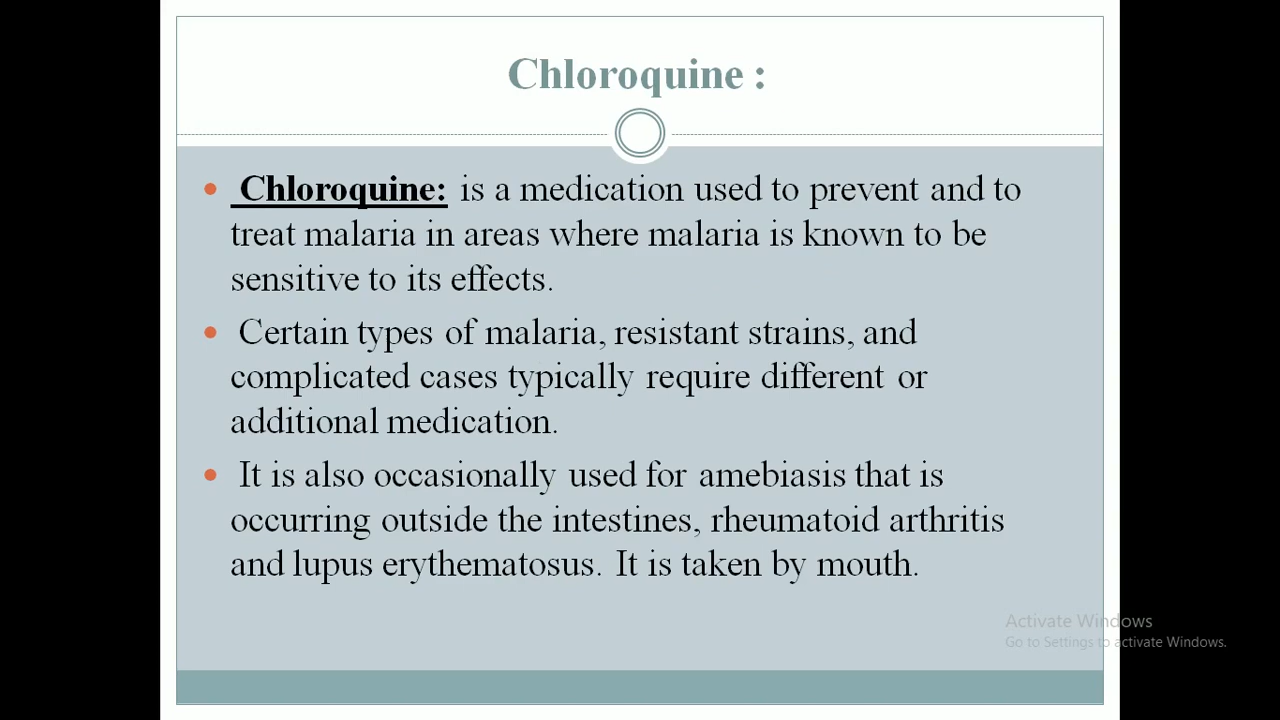 Chloroquine :
• Chloroquine: is a medication used to prevent and to
treat malaria in areas where malaria is known to be
sensitive to its effects.
• Certain types of malaria, resistant strains, and
complicated cases typically require different or
additional medication.
• It is also occasionally used for amebiasis that is
occurring outside the intestines, rheumatoid arthritis
and lupus erythematosus. It is taken by mouth.
Activate Windows
Go to Settings to activate Windows.